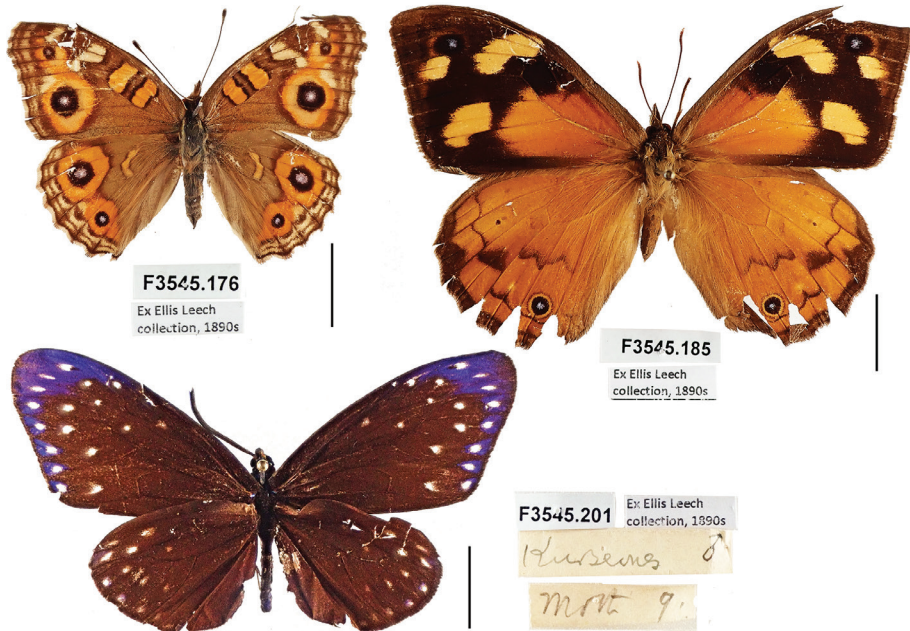 F3545.176
Ex Ellis Leech
collection, 1890s
F3545.185
Ex Ellis Leech
collection, 1890s
F3545.201
Ex Ellis Leech
collection, 1890s
♂
9.